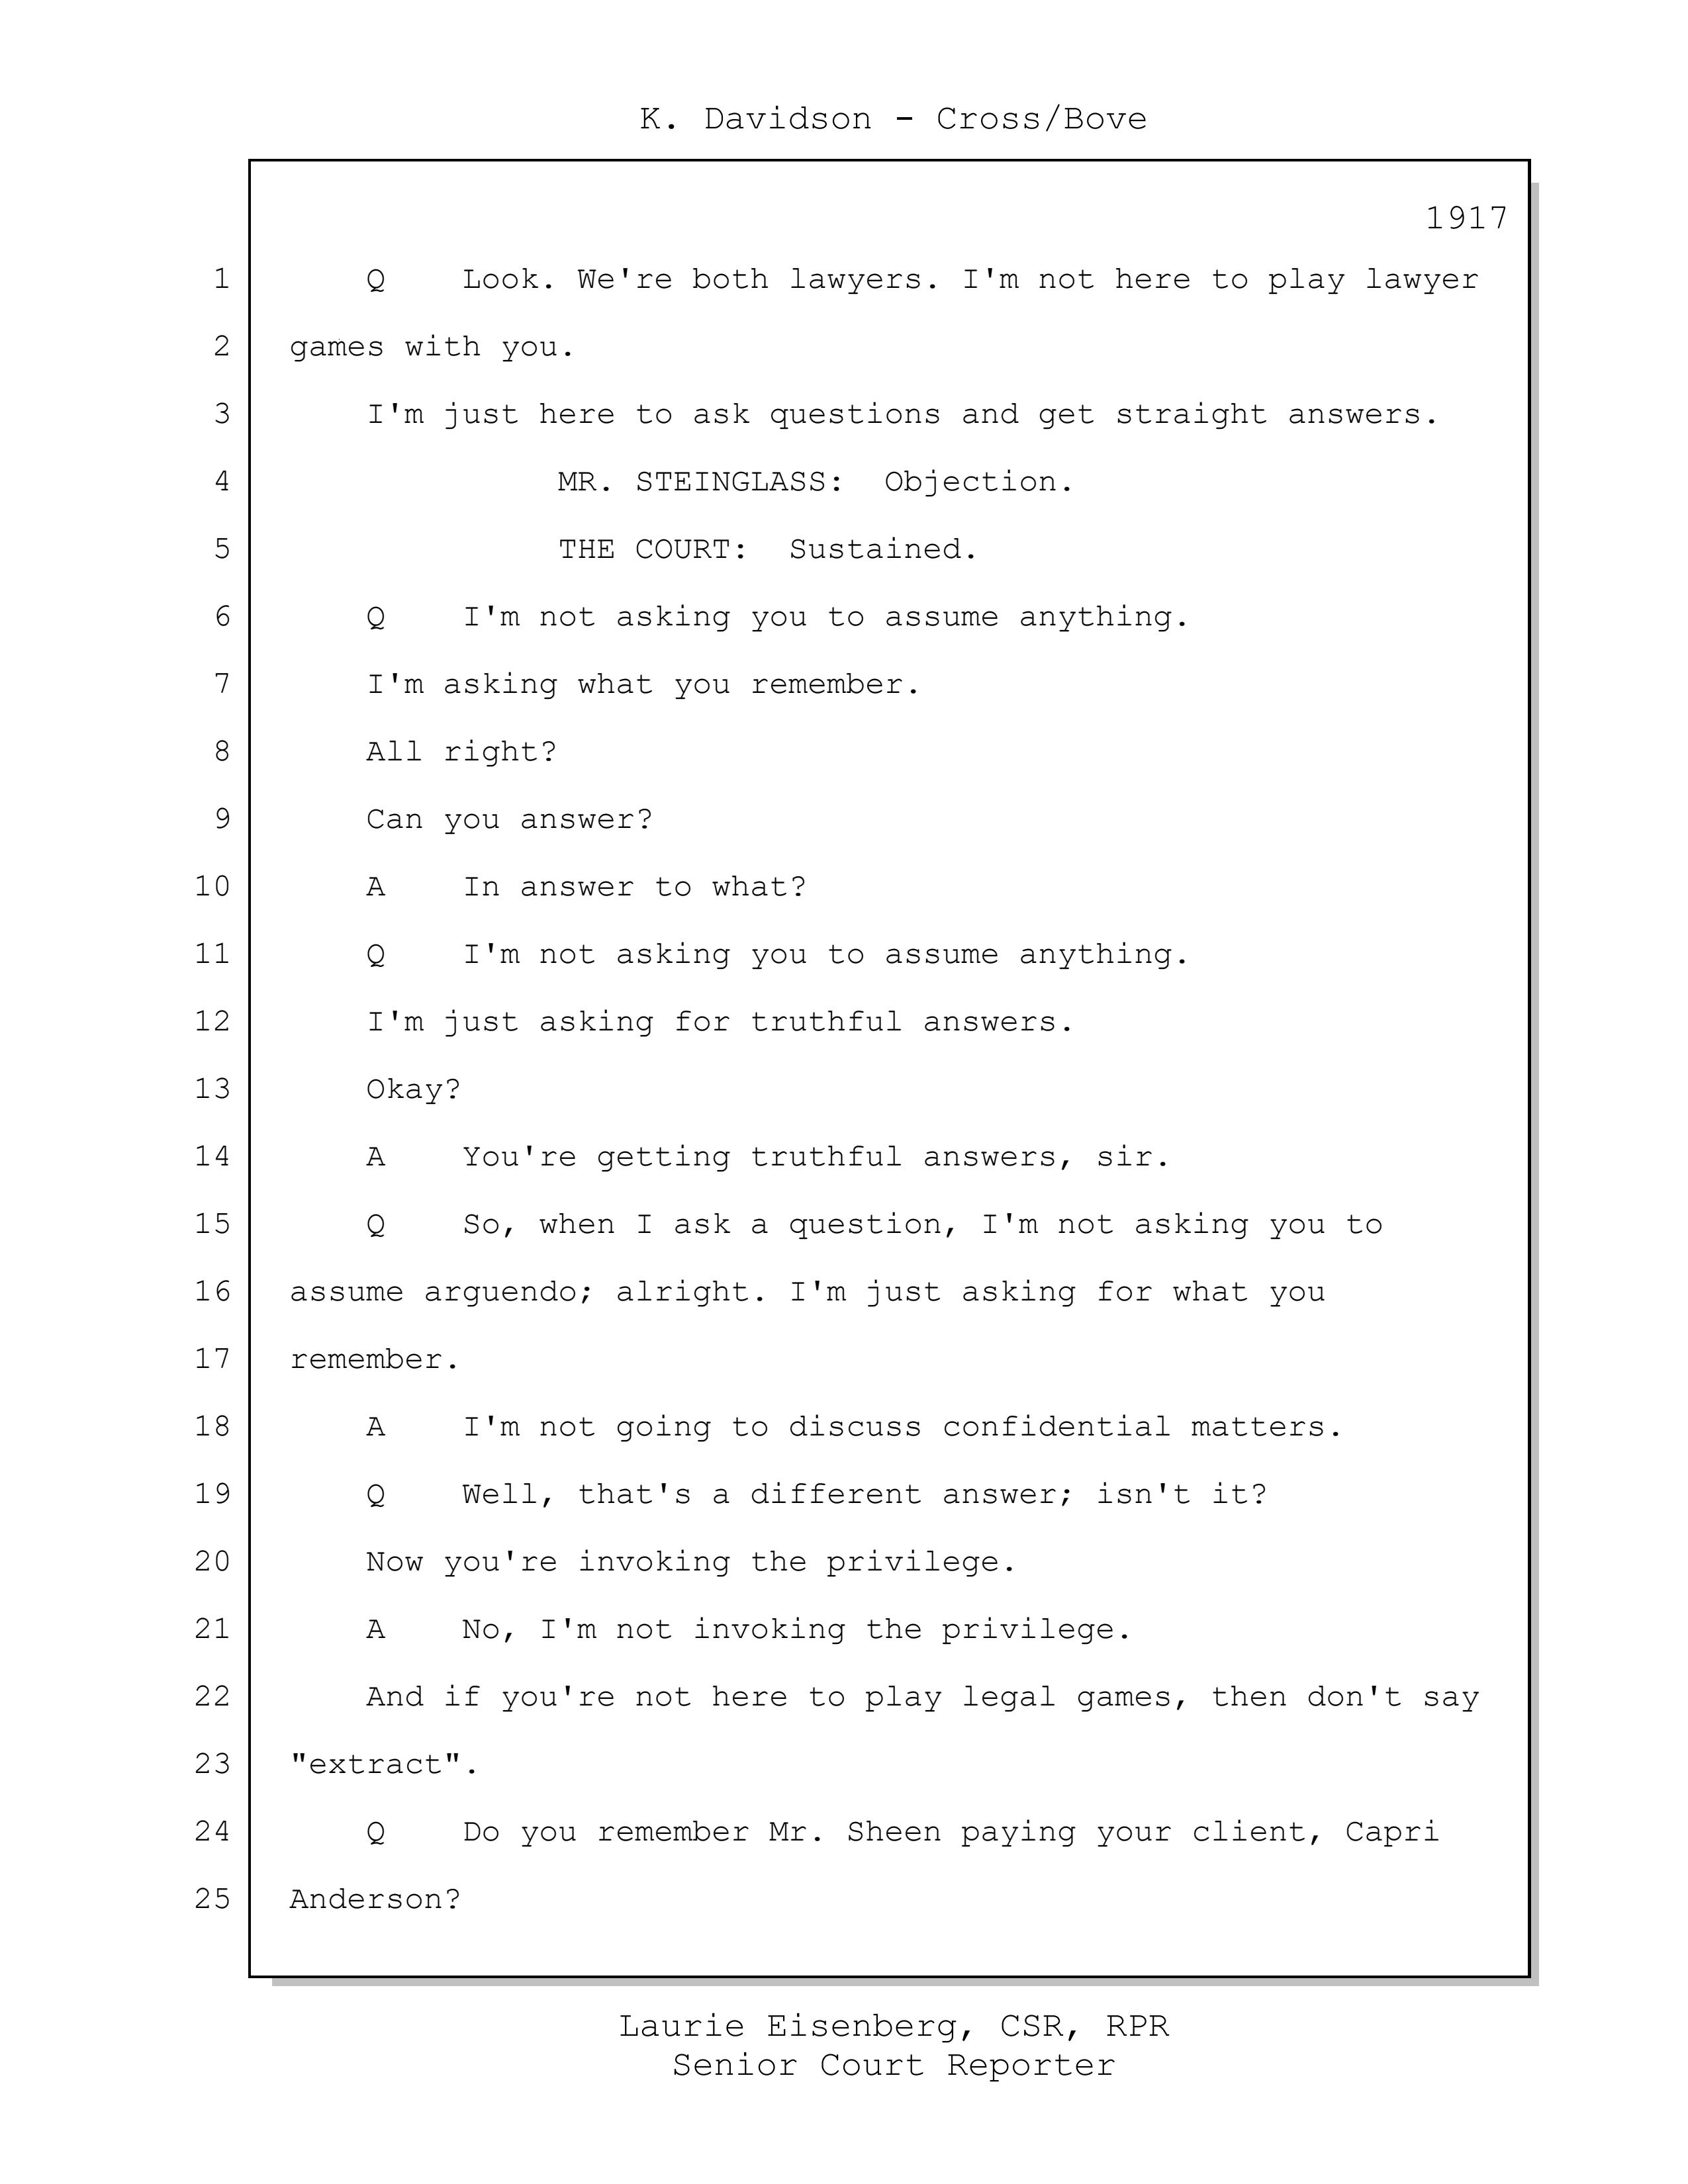 K. Davidson - Cross/Bove
1917
1 Q Look. We're both lawyers. I'm not here to play lawyer
2 games with you.
3 I'm just here to ask questions and get straight answers.
4 MR. STEINGLASS: Objection.
5 THE COURT: Sustained.
6 Q I'm not asking you to assume anything.
7 I'm asking what you remember.
8 All right?
9 Can you answer?
10 A In answer to what?
11 Q I'm not asking you to assume anything.
12 I'm just asking for truthful answers.
13 Okay?
14 A You're getting truthful answers, sir.
15 Q So, when I ask a question, I'm not asking you to
16 assume arguendo; alright. I'm just asking for what you
17 remember.
18 A I'm not going to discuss confidential matters.
19 Q Well, that's a different answer; isn't it?
20 Now you're invoking the privilege.
21 A No, I'm not invoking the privilege.
22 And if you're not here to play legal games, then don't say
23 "extract".
24 Q Do you remember Mr. Sheen paying your client, Capri
25 Anderson?
Laurie Eisenberg, CSR, RPR
Senior Court Reporter